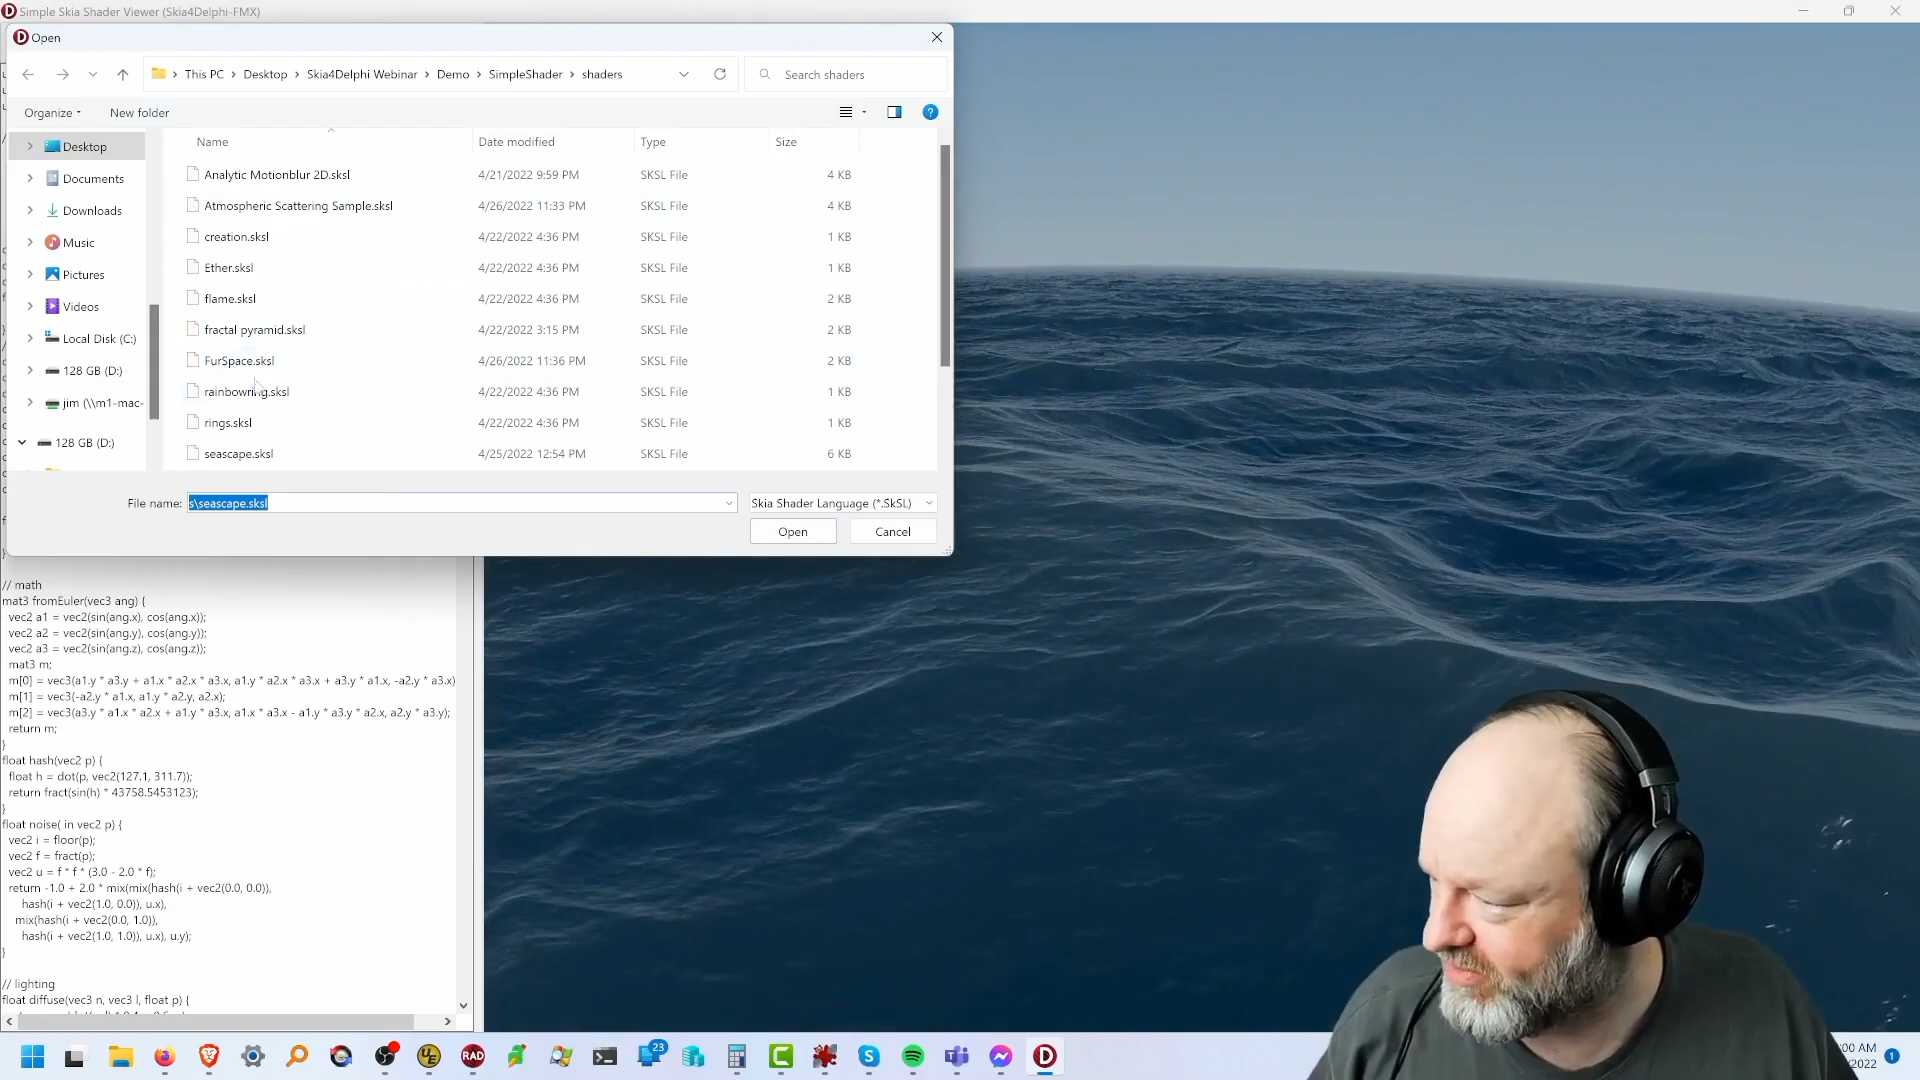 Simple Skia Shader Viewer (Skia4Delphi-FMX)
Open
This PC > Desktop > Skia4Delphi Webinar > Demo > SimpleShader > shaders
Search shaders
Organize
New folder
Name Date modified Type Size
Analytic Motionblur 2D.sksl 4/21/2022 9:59 PM SKSL File 4 KB
Atmospheric Scattering Sample.sksl 4/26/2022 11:33 PM SKSL File 4 KB
creation.sksl 4/22/2022 4:36 PM SKSL File 1 KB
Ether.sksl 4/22/2022 4:36 PM SKSL File 1 KB
flame.sksl 4/22/2022 4:36 PM SKSL File 2 KB
fractal pyramid.sksl 4/22/2022 3:15 PM SKSL File 2 KB
FurSpace.sksl 4/26/2022 11:36 PM SKSL File 2 KB
rainbowring.sksl 4/22/2022 4:36 PM SKSL File 1 KB
rings.sksl 4/22/2022 4:36 PM SKSL File 1 KB
seascape.sksl 4/25/2022 12:54 PM SKSL File 6 KB
Desktop
Documents
Downloads
Music
Pictures
Videos
Local Disk (C:)
128 GB (D:)
jim (\\m1-mac-
128 GB (D:)
File name: s\seascape.sksl
Skia Shader Language (*.SkSL)
Open
Cancel
// math
mat3 fromEuler(vec3 ang) {
vec2 a1 = vec2(sin(ang.x), cos(ang.x));
vec2 a2 = vec2(sin(ang.y), cos(ang.y));
vec2 a3 = vec2(sin(ang.z), cos(ang.z));
mat3 m;
m[0] = vec3(a1.y * a3.y + a1.x * a2.x * a3.x, a1.y * a2.x * a3.x + a3.y * a1.x, -a2.y * a3.x)
m[1] = vec3(-a2.y * a1.x, a1.y * a2.y, a2.x);
m[2] = vec3(a3.y * a1.x * a2.x + a1.y * a3.x, a1.x * a3.x - a1.y * a3.y * a2.x, a2.y * a3.y);
return m;
}
float hash(vec2 p) {
float h = dot(p, vec2(127.1, 311.7));
return fract(sin(h) * 43758.5453123);
}
float noise( in vec2 p) {
vec2 i = floor(p);
vec2 f = fract(p);
vec2 u = f * f * (3.0 - 2.0 * f);
return -1.0 + 2.0 * mix(mix(hash(i + vec2(0.0, 0.0)),
hash(i + vec2(1.0, 0.0)), u.x),
mix(hash(i + vec2(0.0, 1.0)),
hash(i + vec2(1.0, 1.0)), u.x), u.y);
}
// lighting
float diffuse(vec3 n, vec3 l, float p) {
UE
RAD
23
:00 AM
2022
1